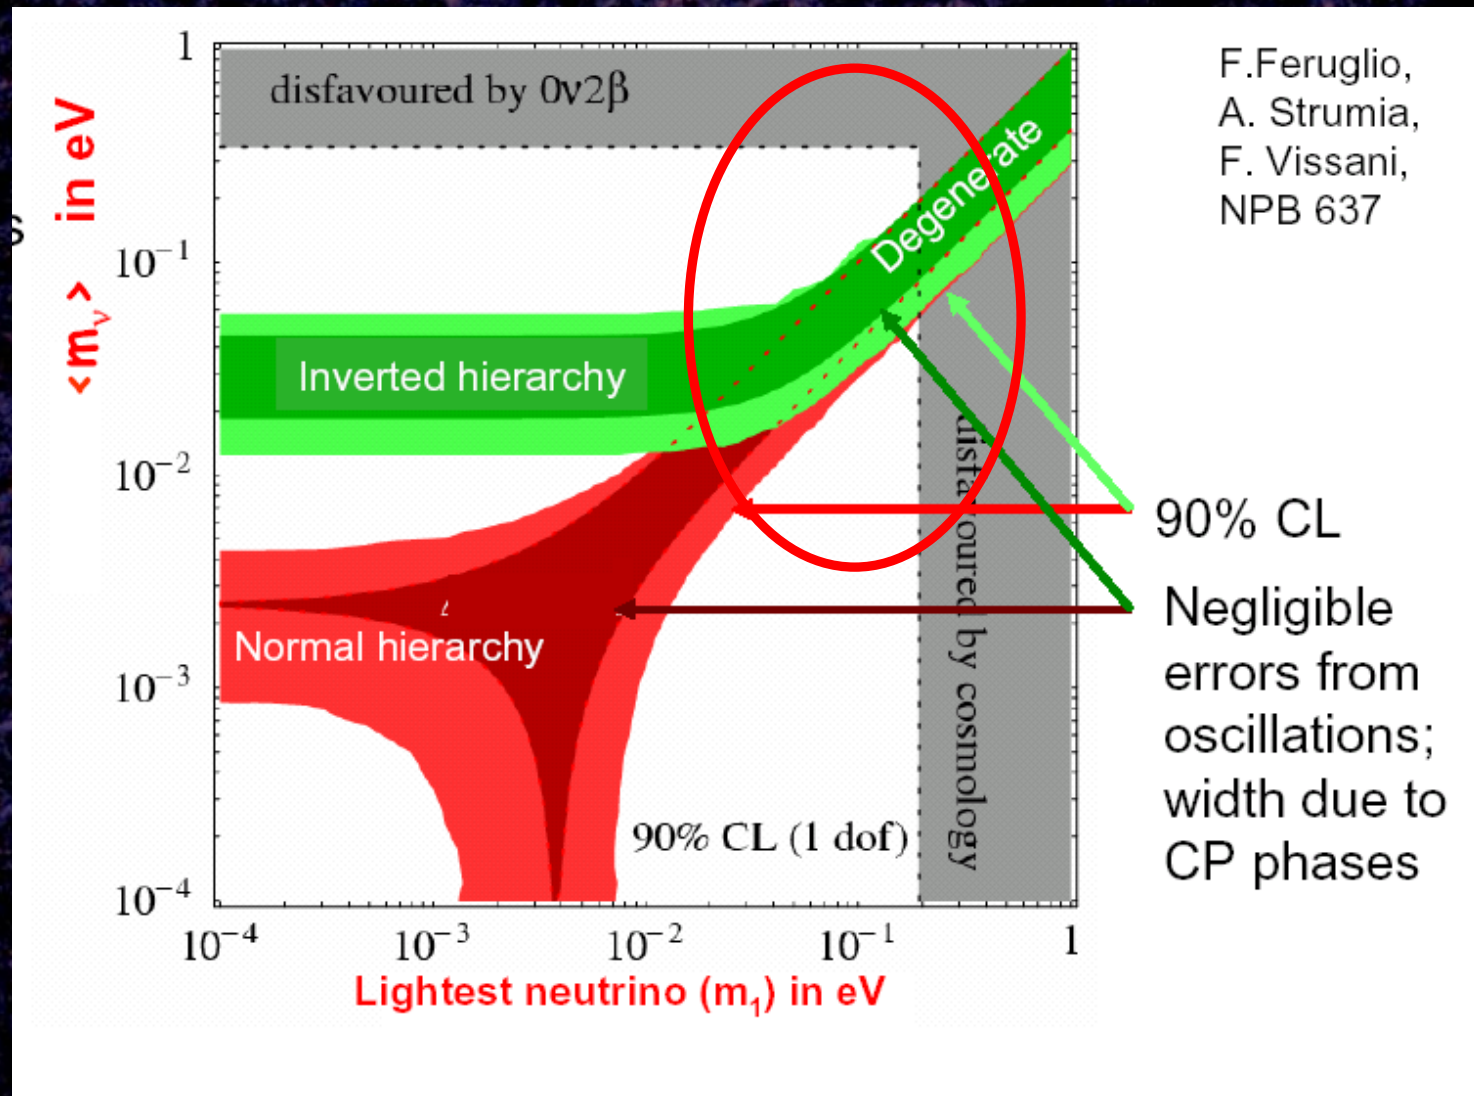 1
disfavoured by 0ν2β
F.Feruglio,
A. Strumia,
F. Vissani,
NPB 637
<mν> in eV
s
Degenerate
10−1
Inverted hierarchy
10−2
disfavoured by cosmology
90% CL
Negligible
errors from
oscillations;
width due to
CP phases
Normal hierarchy
10−3
90% CL (1 dof)
10−4
10−4 10−3 10−2 10−1 1
Lightest neutrino (m1) in eV